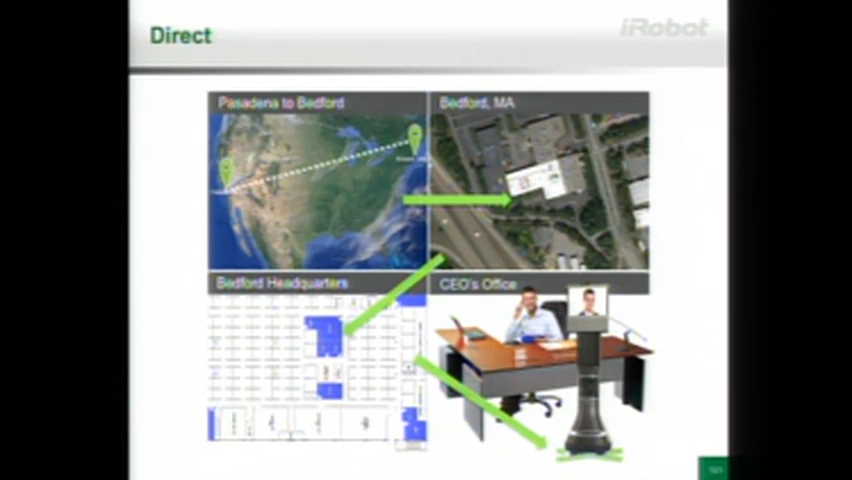 Direct
iRobot
Pasadena to Bedford
Bedford, MA
Bedford Headquarters
CEO's Office